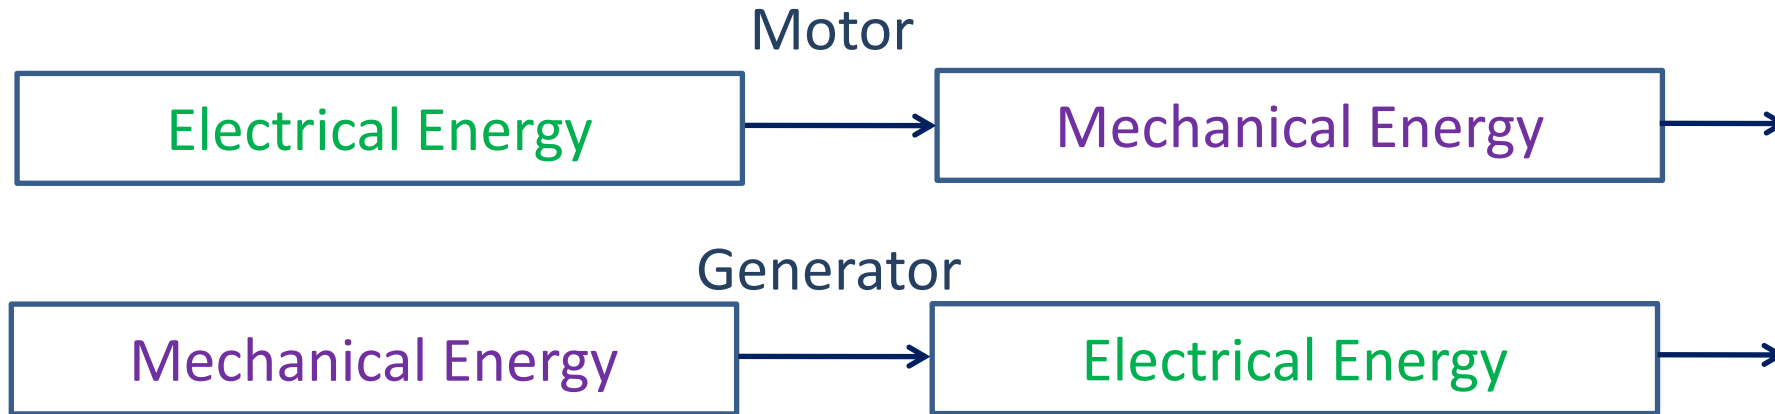 Motor
Electrical Energy
Mechanical Energy
Generator
Mechanical Energy
Electrical Energy